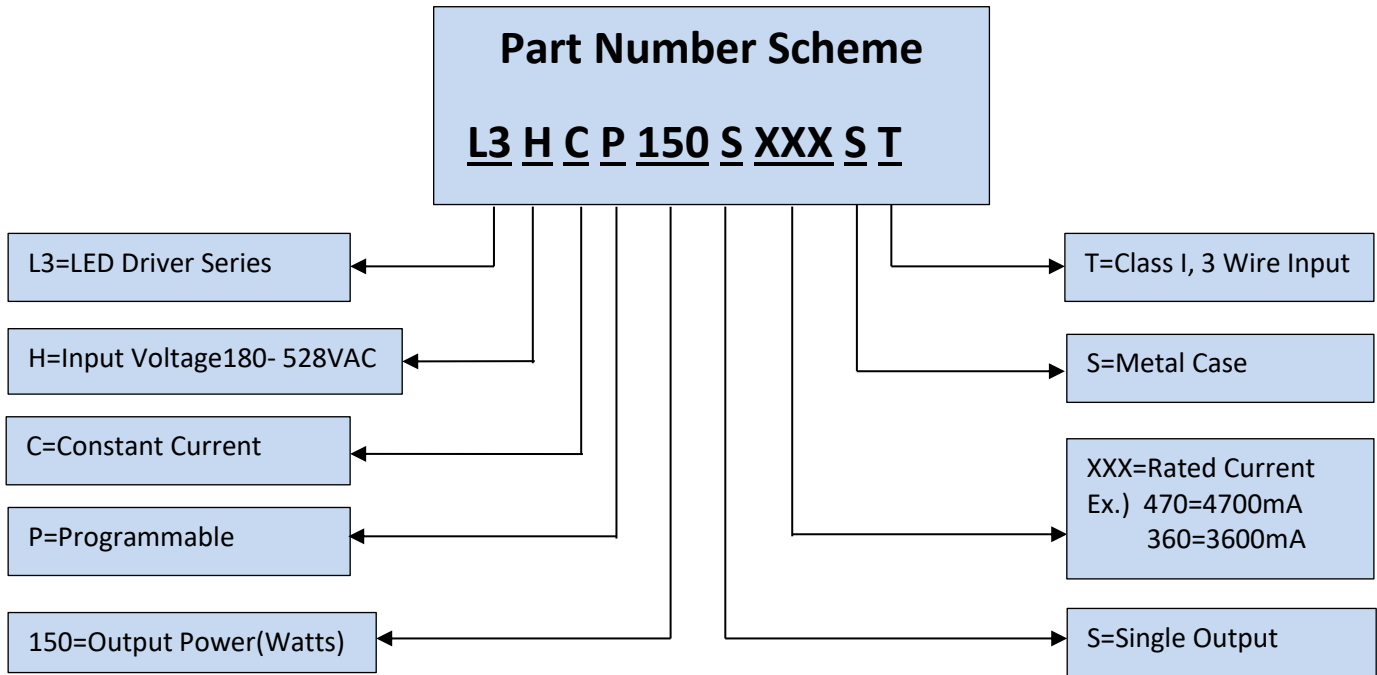 Part Number Scheme
L3 H C P 150 S XXX S T
L3=LED Driver Series
H=Input Voltage180- 528VAC
C=Constant Current
P=Programmable
150=Output Power(Watts)
T=Class I, 3 Wire Input
S=Metal Case
XXX=Rated Current
Ex.) 470=4700mA
360=3600mA
S=Single Output